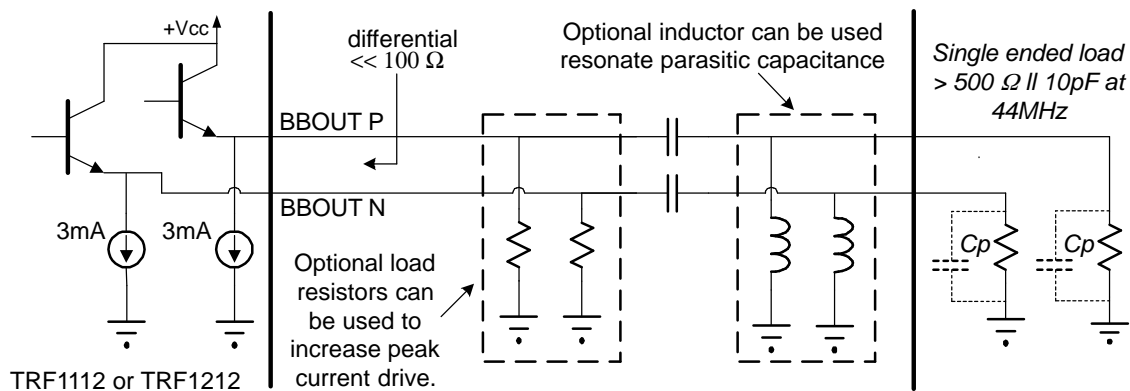 +Vcc
differential
<< 100 Ω
Optional inductor can be used
resonate parasitic capacitance
Single ended load
> 500 Ω ll 10pF at
44MHz
BBOUT P
BBOUT N
3mA
3mA
Cp
Cp
Optional load
resistors can
be used to
increase peak
current drive.
TRF1112 or TRF1212